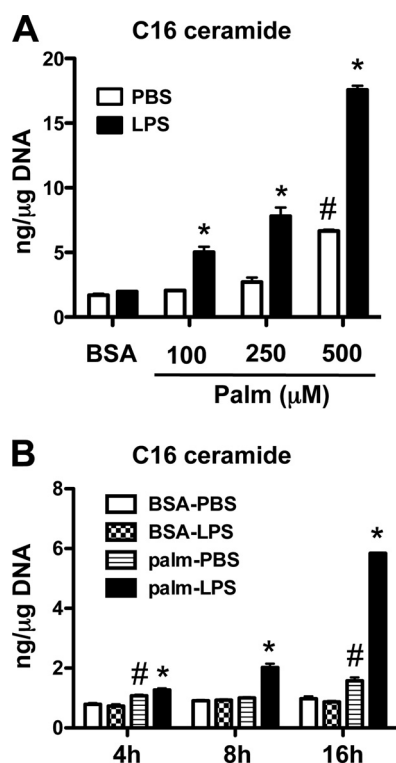 A
C16 ceramide
20
15
10
5
0
ng/μg DNA
PBS
LPS
*
*
#
*
BSA
100
250
500
Palm (μM)
B
C16 ceramide
8
6
4
2
0
ng/μg DNA
BSA-PBS
BSA-LPS
palm-PBS
palm-LPS
# *
*
#
*
4h
8h
16h